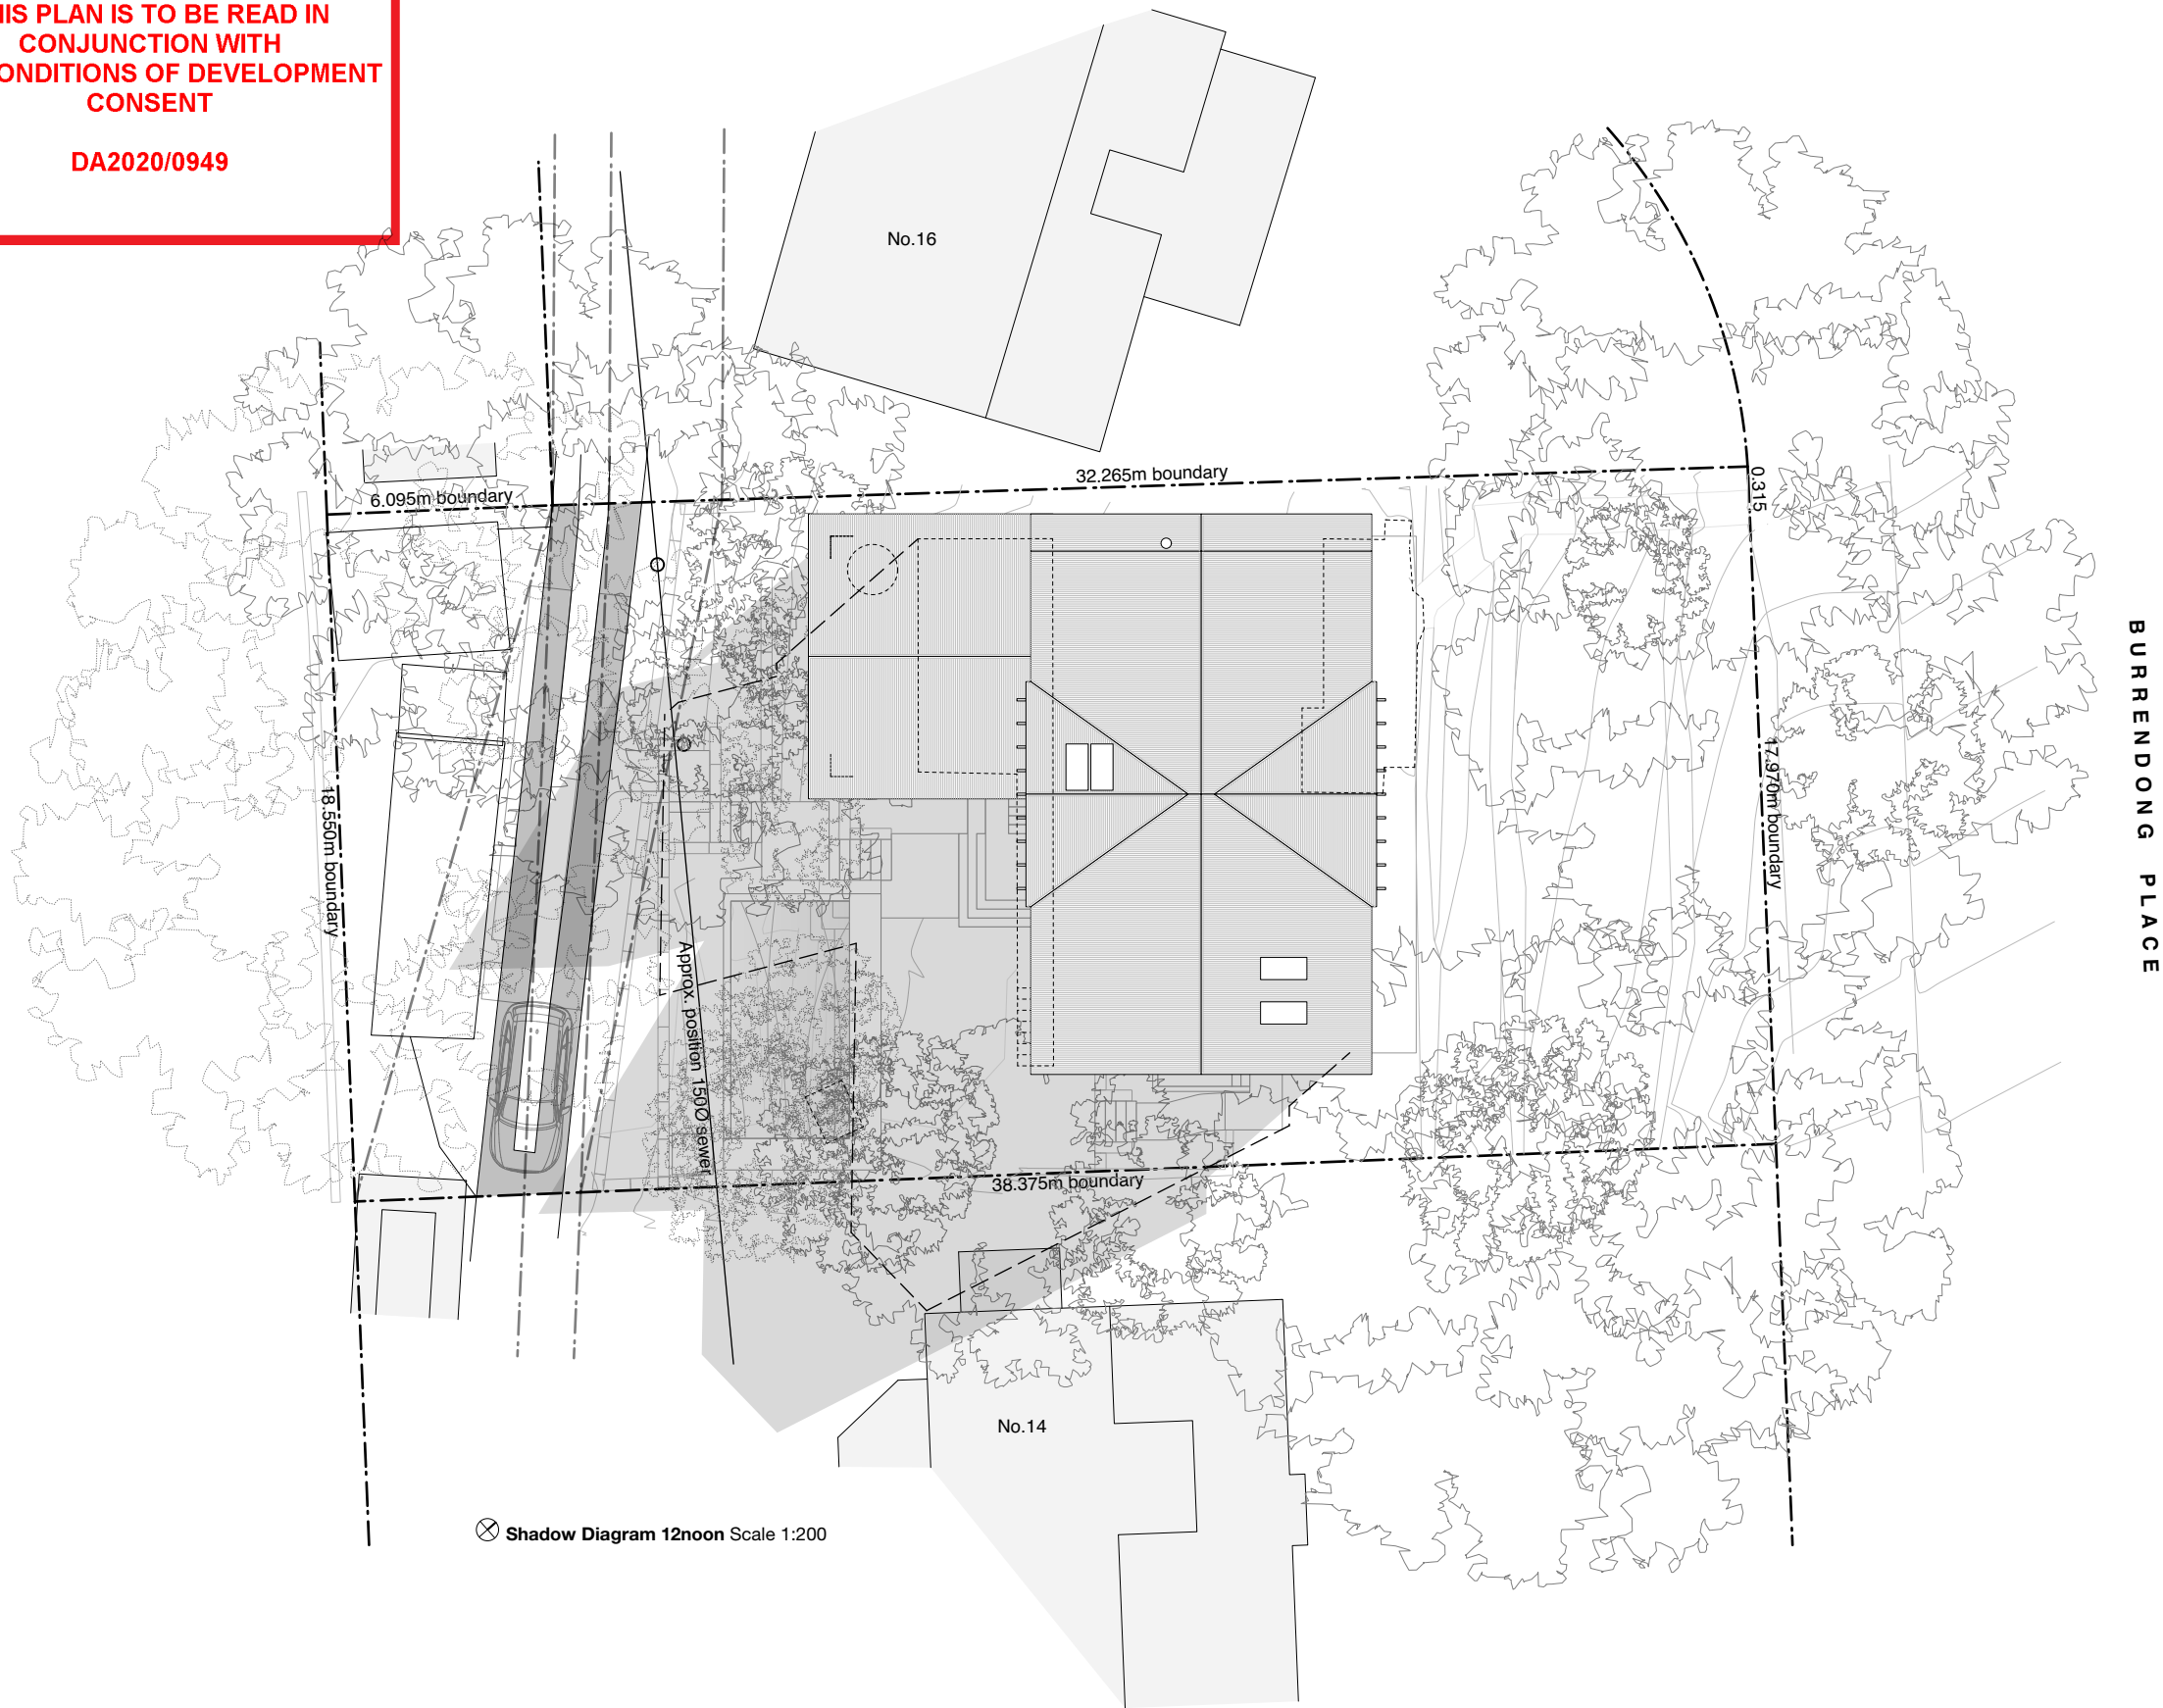 IS PLAN IS TO BE READ IN
CONJUNCTION WITH
ONDITIONS OF DEVELOPMENT
CONSENT
DA2020/0949
No.16
32.265m boundary
6.095m boundary
0.315
BURRENDONG PLACE
17.970m boundary
18.550m boundary
Approx. position 150Ø sewer
38.375m boundary
No.14
Shadow Diagram 12noon Scale 1:200